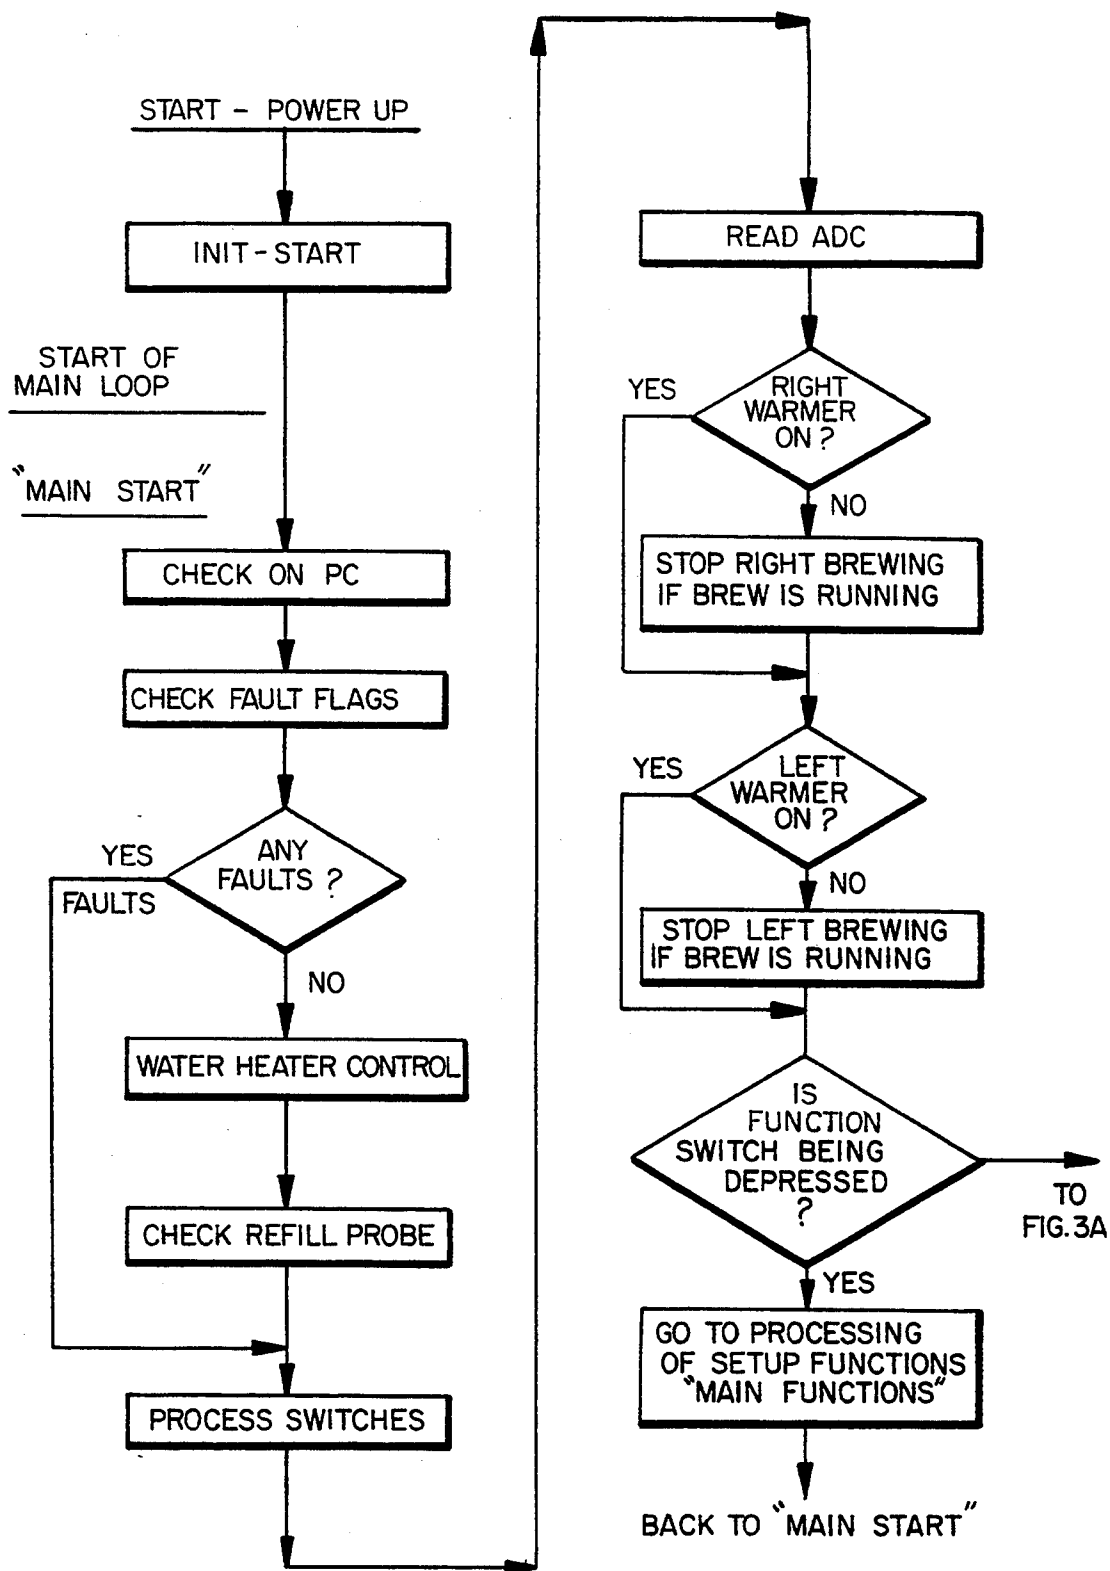 START - POWER UP
INIT-START
START OF
MAIN LOOP
"MAIN START"
CHECK ON PC
CHECK FAULT FLAGS
ANY
FAULTS ?
YES
FAULTS
NO
WATER HEATER CONTROL
CHECK REFILL PROBE
PROCESS SWITCHES
READ ADC
RIGHT
WARMER
ON ?
YES
NO
STOP RIGHT BREWING
IF BREW IS RUNNING
LEFT
WARMER
ON ?
YES
NO
STOP LEFT BREWING
IF BREW IS RUNNING
IS
FUNCTION
SWITCH BEING
DEPRESSED
?
TO
FIG. 3A
YES
GO TO PROCESSING
OF SETUP FUNCTIONS
"MAIN FUNCTIONS"
BACK TO "MAIN START"